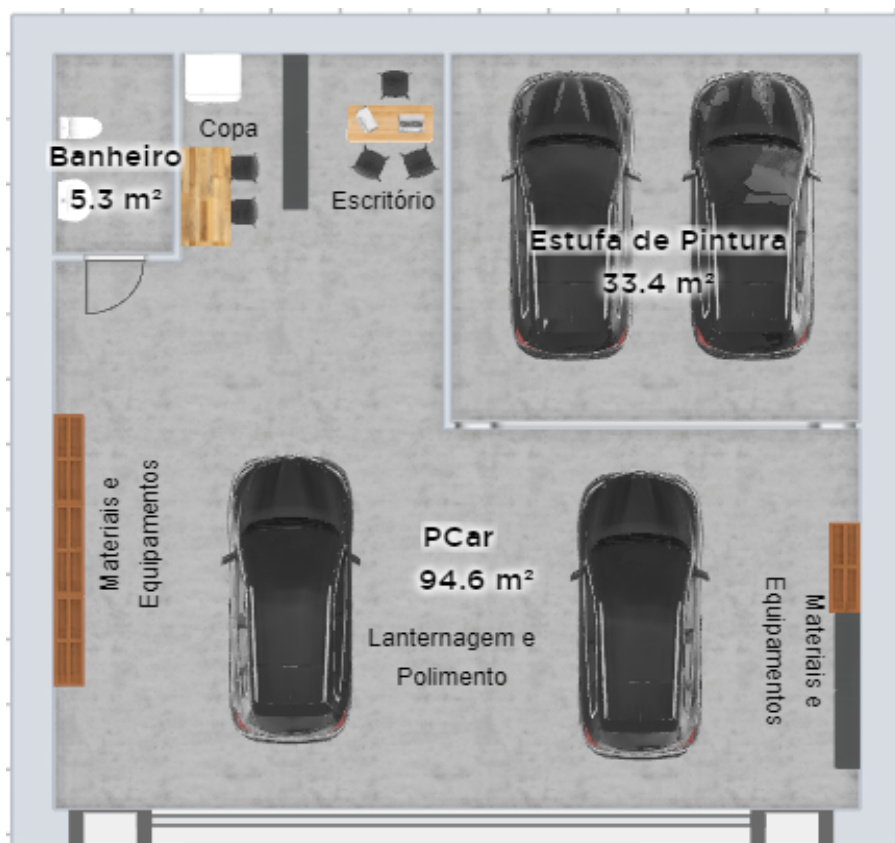 Copa
Banheiro
5.3 m²
Escritório
Estufa de Pintura
33.4 m²
Materiais e
Equipamentos
PCar
94.6 m²
Lanternagem e
Polimento
Materiais e
Equipamentos